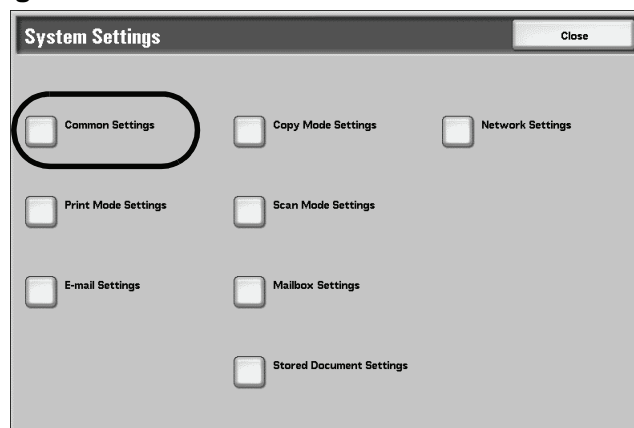 System Settings
Close
Common Settings
Copy Mode Settings
Network Settings
Print Mode Settings
Scan Mode Settings
E-mail Settings
Mailbox Settings
Stored Document Settings